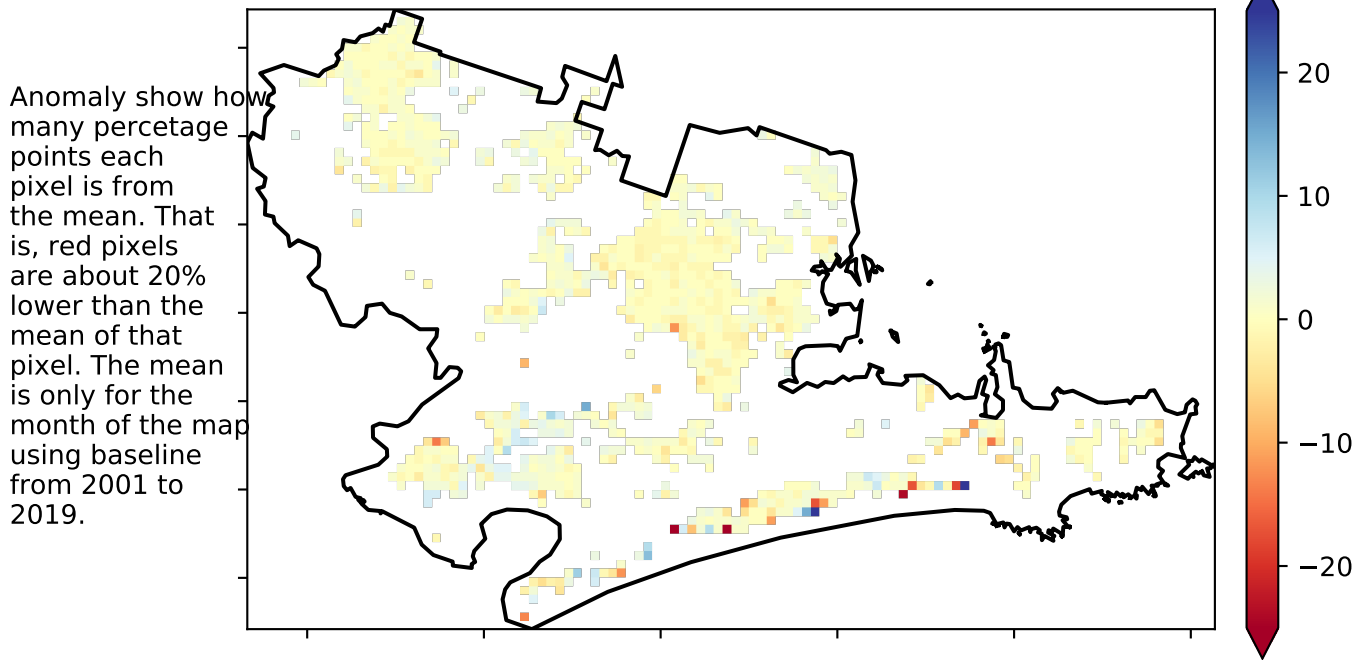 Anomaly show how
many percetage
points each
pixel is from
the mean. That
is, red pixels
are about 20%
lower than the
mean of that
pixel. The mean
is only for the
month of the map
using baseline
from 2001 to
2019.
20
10
0
−10
−20